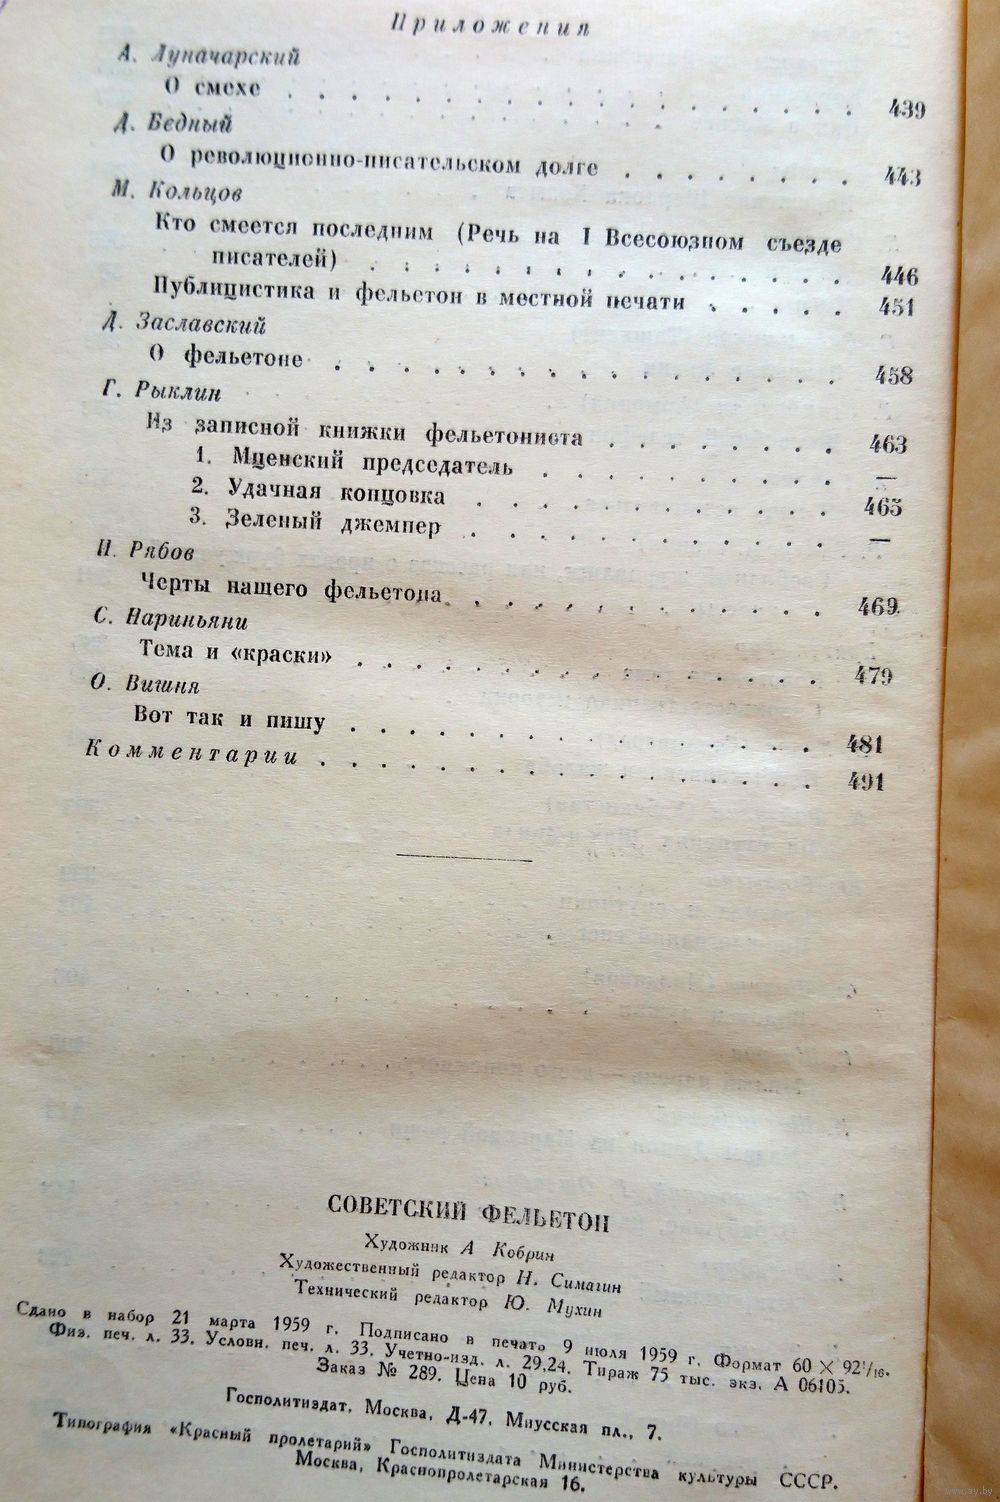 Приложения
А. Луначарский
О смехе . . . . . . . . . . . . . . . . . 439
Д. Бедный
О революционно-писательском долге . . . . . . . 443
М. Кольцов
Кто смеется последним (Речь на I Всесоюзном съезде
писателей) . . . . . . . . . . . . . . . 446
Публицистика и фельетон в местной печати . . . . . 451
Д. Заславский
О фельетоне . . . . . . . . . . . . . . . 458
Г. Рыклин
Из записной книжки фельетониста . . . . . . . . 463
1. Мценский председатель . . . . . . . . . . —
2. Удачная концовка . . . . . . . . . . . . 465
3. Зеленый джемпер . . . . . . . . . . . . —
И. Рябов
Черты нашего фельетона . . . . . . . . . . . . 469
С. Нариньяни
Тема и «краски» . . . . . . . . . . . . . . . 479
О. Вишня
Вот так и пишу . . . . . . . . . . . . . . . 481
Комментарии . . . . . . . . . . . . . . . . 491
СОВЕТСКИЙ ФЕЛЬЕТОН
Художник А Кобрин
Художественный редактор Н. Симагин
Технический редактор Ю. Мухин
Сдано в набор 21 марта 1959 г. Подписано в печать 9 июля 1959 г. Формат 60 × 92 1/16.
Физ. печ. л. 33. Условн. печ. л. 33. Учетно-изд. л. 29,24. Тираж 75 тыс. экз. А 06105.
Заказ № 289. Цена 10 руб.
Госполитиздат, Москва, Д-47, Миусская пл., 7.
Типография «Красный пролетарий» Госполитиздата Министерства культуры СССР.
Москва, Краснопролетарская 16.
www.ay.by